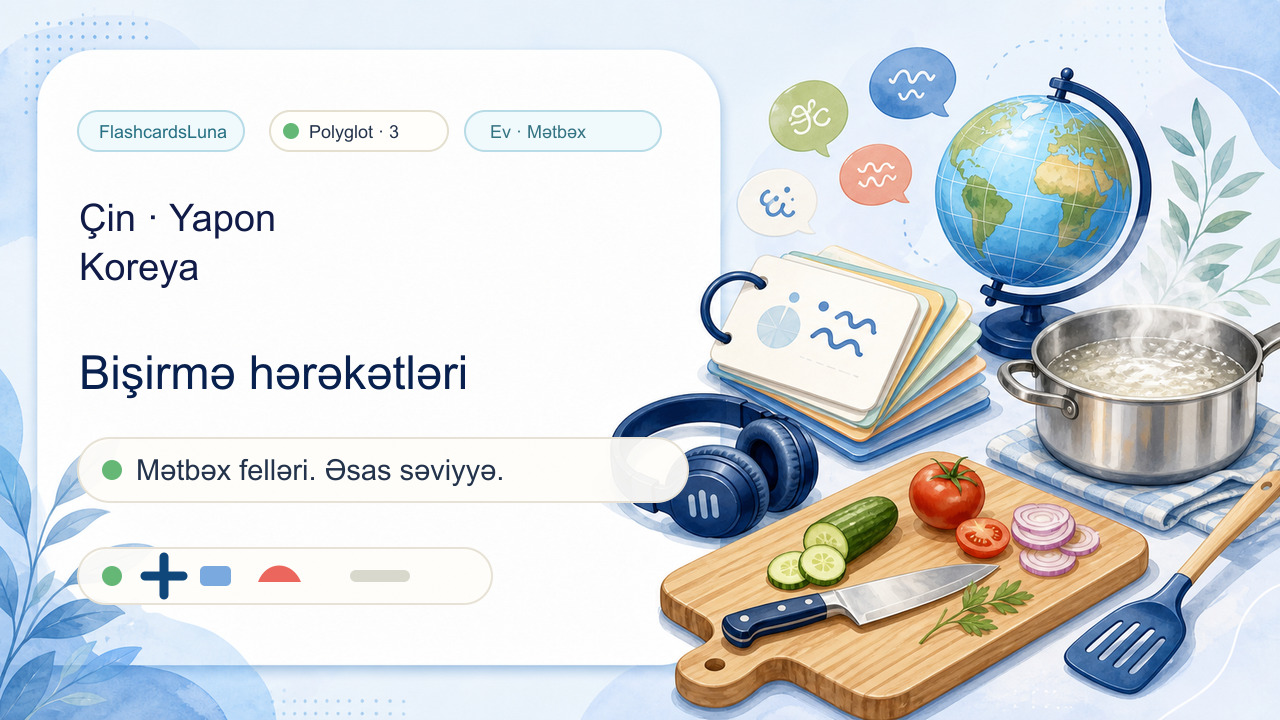 FlashcardsLuna
Polyglot · 3
Ev · Mətbəx
Çin · Yapon
Koreya
Bişirmə hərəkətləri
Mətbəx felləri. Əsas səviyyə.